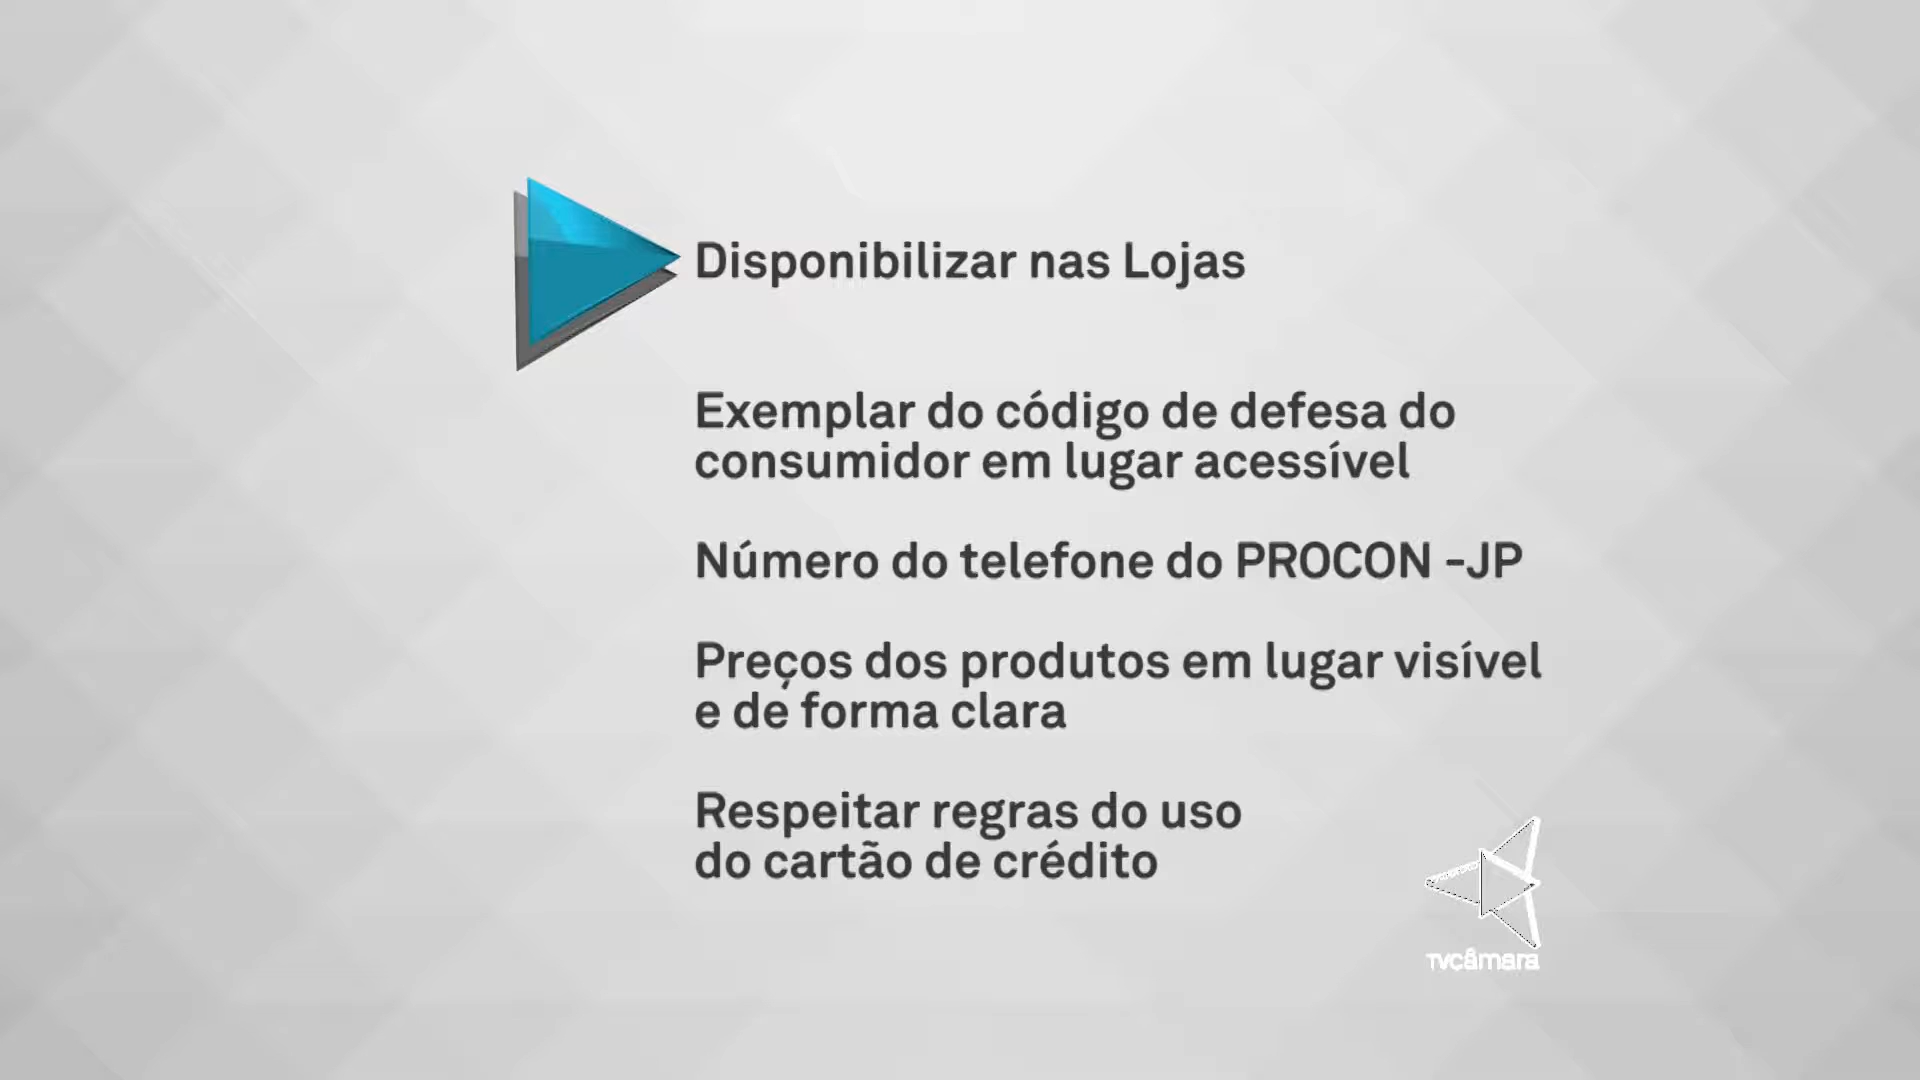 Disponibilizar nas Lojas
Exemplar do código de defesa do
consumidor em lugar acessível
Número do telefone do PROCON -JP
Preços dos produtos em lugar visível
e de forma clara
Respeitar regras do uso
do cartão de crédito
TVCâmara